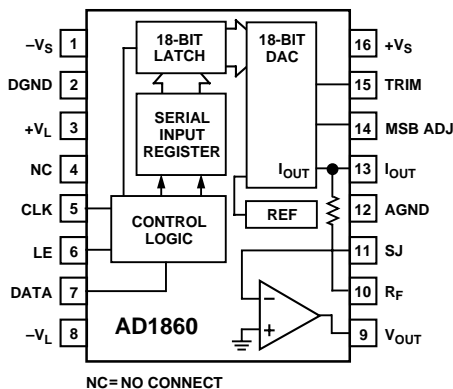 –VS 1
DGND 2
+VL 3
NC 4
CLK 5
LE 6
DATA 7
–VL 8
18-BIT
LATCH
18-BIT
DAC
SERIAL
INPUT
REGISTER
IOUT
REF
CONTROL
LOGIC
–
+
AD1860
16 +VS
15 TRIM
14 MSB ADJ
13 IOUT
12 AGND
11 SJ
10 RF
9 VOUT
NC = NO CONNECT